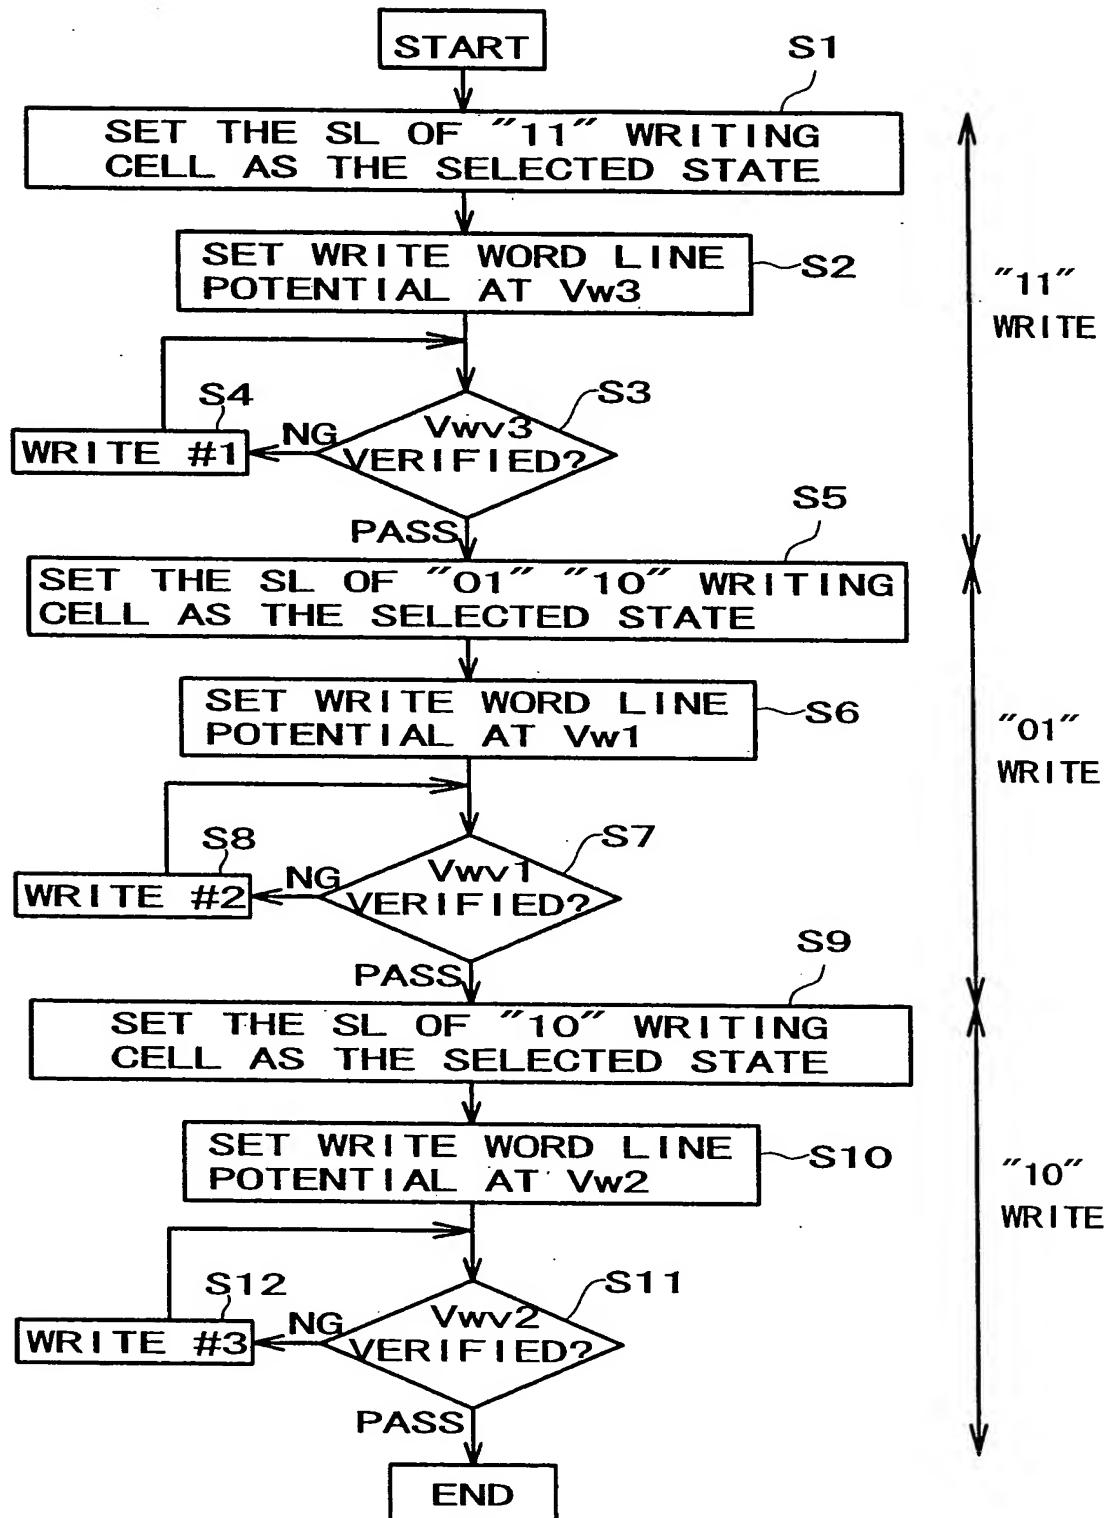 START
S1
SET THE SL OF "11" WRITING
CELL AS THE SELECTED STATE
SET WRITE WORD LINE
POTENTIAL AT Vw3
S2
"11"
WRITE
S4
S3
WRITE #1
NG
Vwv3
VERIFIED?
PASS
S5
SET THE SL OF "01" "10" WRITING
CELL AS THE SELECTED STATE
SET WRITE WORD LINE
POTENTIAL AT Vw1
S6
"01"
WRITE
S8
S7
WRITE #2
NG
Vwv1
VERIFIED?
PASS
S9
SET THE SL OF "10" WRITING
CELL AS THE SELECTED STATE
SET WRITE WORD LINE
POTENTIAL AT Vw2
S10
"10"
WRITE
S12
S11
WRITE #3
NG
Vwv2
VERIFIED?
PASS
END